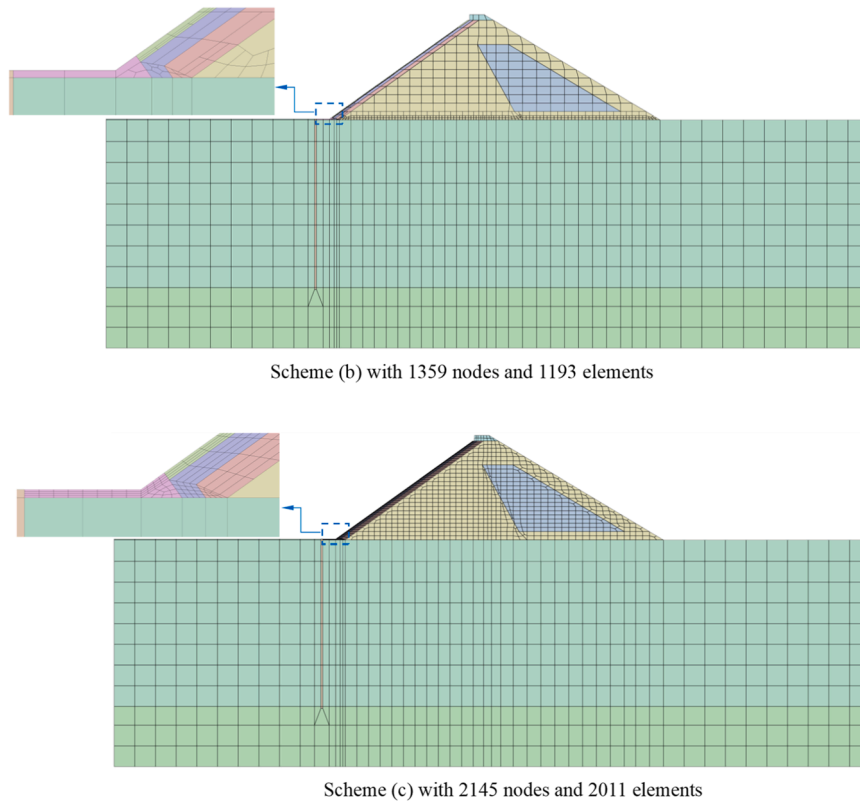 Scheme (b) with 1359 nodes and 1193 elements
Scheme (c) with 2145 nodes and 2011 elements